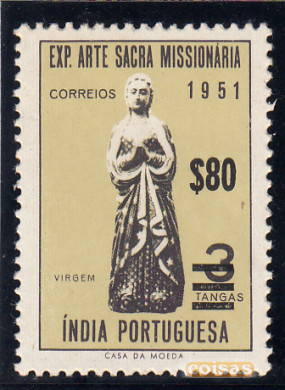 EXP. ARTE SACRA MISSIONÁRIA
CORREIOS 1951
$80
3
VIRGEM
TANGAS
ÍNDIA PORTUGUESA
CASA DA MOEDA
coisas